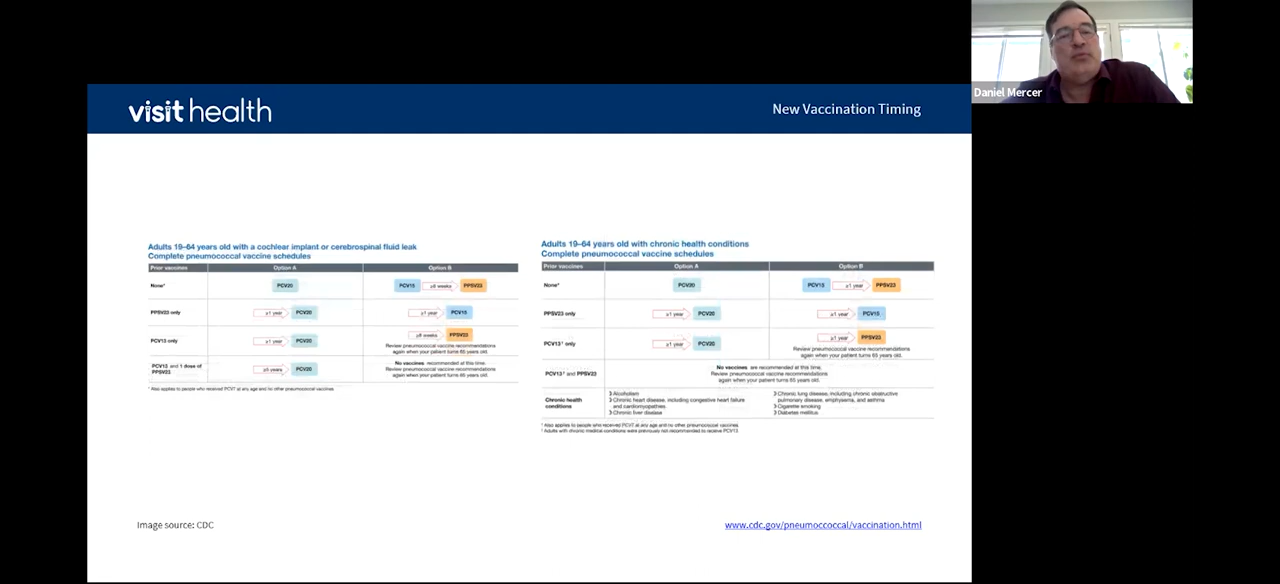 Daniel Mercer
visit health
New Vaccination Timing
Adults 19–64 years old with a cochlear implant or cerebrospinal fluid leak
Complete pneumococcal vaccine schedules
Prior vaccines Option A Option B
None* PCV20 PCV15 ≥8 weeks PPSV23
PPSV23 only ≥1 year PCV20 ≥1 year PCV15
PCV13 only ≥1 year PCV20 ≥8 weeks PPSV23
Review pneumococcal vaccine recommendations
again when your patient turns 65 years old.
PCV13 and 1 dose of
PPSV23
≥5 years PCV20
No vaccines recommended at this time.
Review pneumococcal vaccine recommendations
again when your patient turns 65 years old.
* Also applies to people who received PCV7 at any age and no other pneumococcal vaccines
Adults 19–64 years old with chronic health conditions
Complete pneumococcal vaccine schedules
Prior vaccines Option A Option B
None* PCV20 PCV15 ≥1 year PPSV23
PPSV23 only ≥1 year PCV20 ≥1 year PCV15
PCV13† only ≥1 year PCV20 ≥1 year PPSV23
Review pneumococcal vaccine recommendations
again when your patient turns 65 years old.
PCV13† and PPSV23
No vaccines are recommended at this time.
Review pneumococcal vaccine recommendations
again when your patient turns 65 years old.
Chronic health
conditions
Alcoholism
Chronic heart disease, including congestive heart failure
and cardiomyopathies
Chronic liver disease
Chronic lung disease, including chronic obstructive
pulmonary disease, emphysema, and asthma
Cigarette smoking
Diabetes mellitus
* Also applies to people who received PCV7 at any age and no other pneumococcal vaccines
† Adults with chronic medical conditions were previously not recommended to receive PCV13
Image source: CDC
www.cdc.gov/pneumoccoccal/vaccination.html